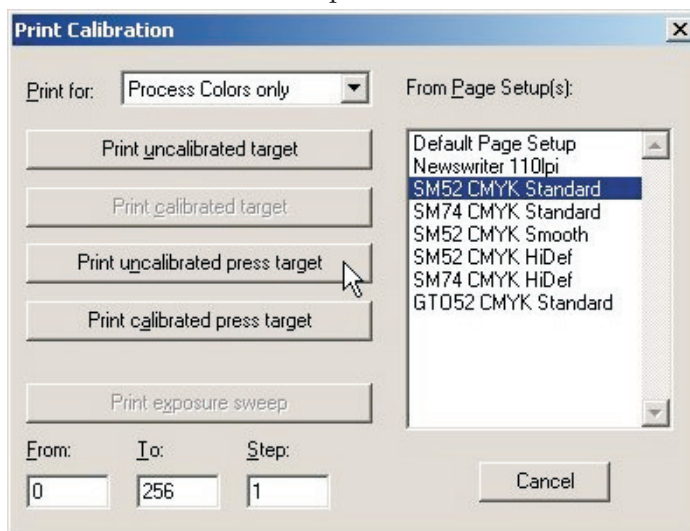 Print Calibration
Print for:
Process Colors only
From Page Setup(s):
Print uncalibrated target
Print calibrated target
Print uncalibrated press target
Print calibrated press target
Print exposure sweep
From:
To:
Step:
0
256
1
Default Page Setup
Newswriter 110lpi
SM52 CMYK Standard
SM74 CMYK Standard
SM52 CMYK Smooth
SM52 CMYK HiDef
SM74 CMYK HiDef
GTO52 CMYK Standard
Cancel